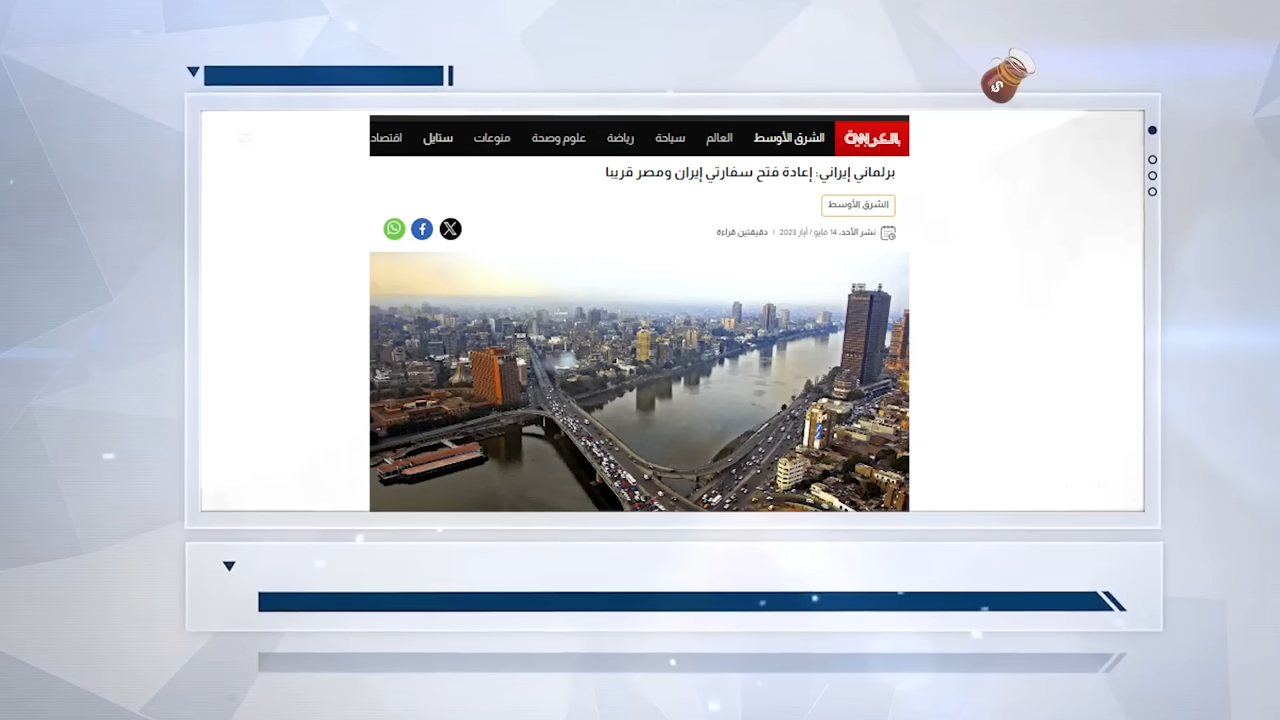 CNN بالعربية الشرق الأوسط العالم سياحة رياضة علوم وصحة منوعات ستايل اقتصاد
برلماني إيراني: إعادة فتح سفارتي إيران ومصر قريبا
الشرق الأوسط
نشر الأحد، 14 مايو / أيار 2023 | دقيقتين قراءة
$